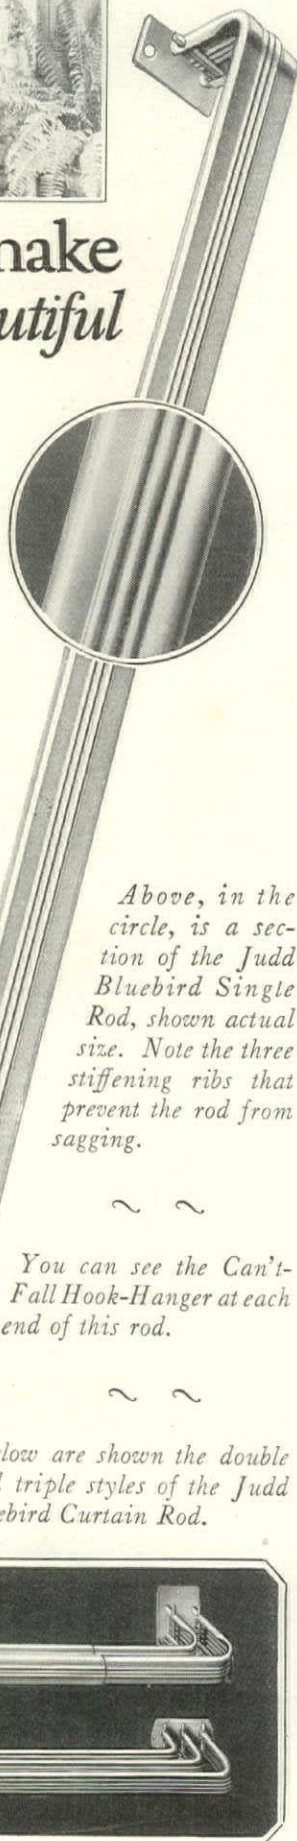 make
utiful
Above, in the
circle, is a sec-
tion of the Judd
Bluebird Single
Rod, shown actual
size. Note the three
stiffening ribs that
prevent the rod from
sagging.
You can see the Can't-
Fall Hook-Hanger at each
end of this rod.
low are shown the double
triple styles of the Judd
ebird Curtain Rod.